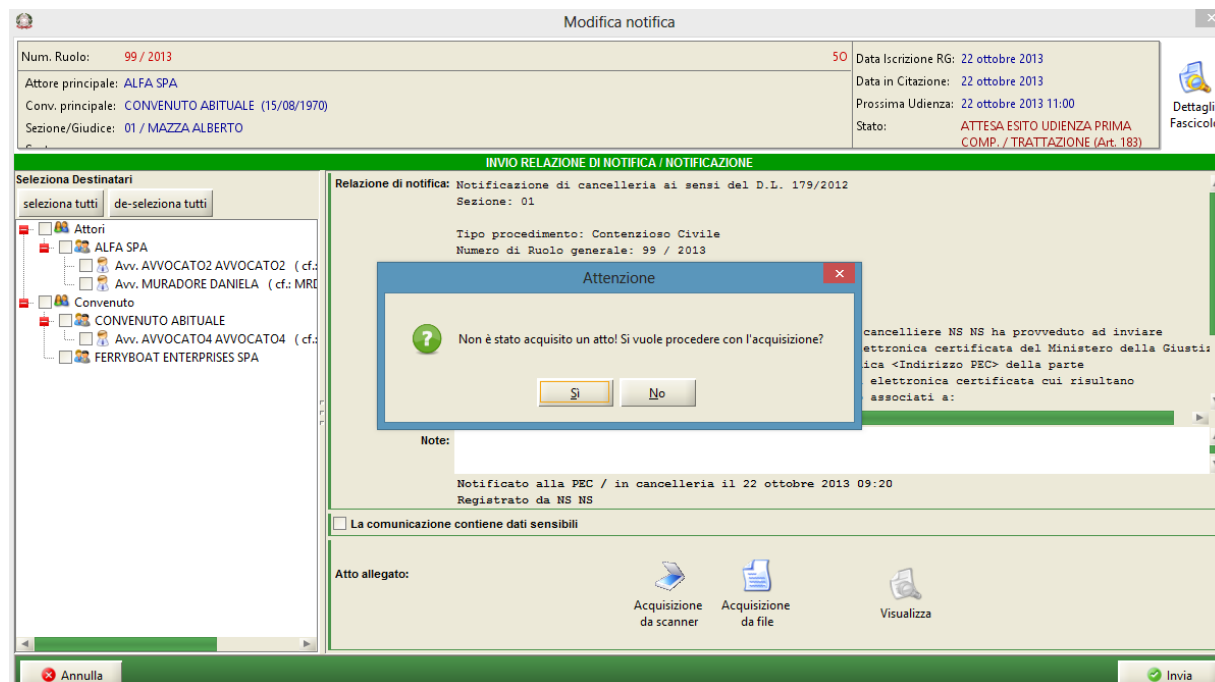 Modifica notifica
Num. Ruolo: 99 / 2013 SO
Attore principale: ALFA SPA
Conv. principale: CONVENUTO ABITUALE (15/08/1970)
Sezione/Giudice: 01 / MAZZA ALBERTO
Data Iscrizione RG: 22 ottobre 2013
Data in Citazione: 22 ottobre 2013
Prossima Udienza: 22 ottobre 2013 11:00
Stato: ATTESA ESITO UDIENZA PRIMA
COMP. / TRATTAZIONE (Art. 183)
Dettagli
Fascicolo
INVIO RELAZIONE DI NOTIFICA / NOTIFICAZIONE
Seleziona Destinatari
seleziona tutti de-seleziona tutti
Attori
ALFA SPA
Avv. AVVOCATO2 AVVOCATO2 ( cf.:
Avv. MURADORE DANIELA ( cf.: MRD
Convenuto
CONVENUTO ABITUALE
Avv. AVVOCATO4 AVVOCATO4 ( cf.:
FERRYBOAT ENTERPRISES SPA
Relazione di notifica: Notificazione di cancelleria ai sensi del D.L. 179/2012
Sezione: 01
Tipo procedimento: Contenzioso Civile
Numero di Ruolo generale: 99 / 2013
Attenzione
Non è stato acquisito un atto! Si vuole procedere con l'acquisizione?
Sì No
cancelliere NS NS ha provveduto ad inviare
ettronica certificata del Ministero della Giustiz
ica <Indirizzo PEC> della parte
elettronica certificata cui risultano
associati a:
Note:
Notificato alla PEC / in cancelleria il 22 ottobre 2013 09:20
Registrato da NS NS
La comunicazione contiene dati sensibili
Atto allegato:
Acquisizione
da scanner
Acquisizione
da file
Visualizza
Annulla Invia